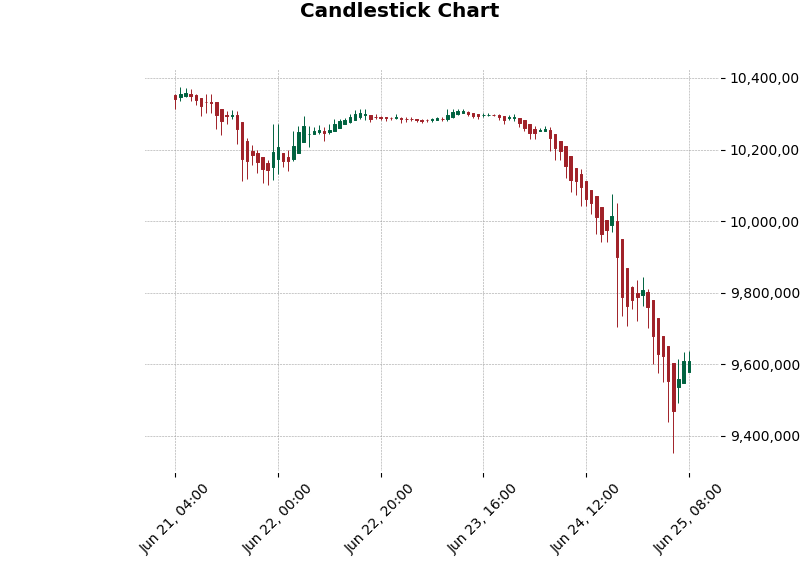 Candlestick Chart
10,400,00
10,200,00
10,000,00
9,800,000
9,600,000
9,400,000
Jun 21, 04:00
Jun 22, 00:00
Jun 22, 20:00
Jun 23, 16:00
Jun 24, 12:00
Jun 25, 08:00